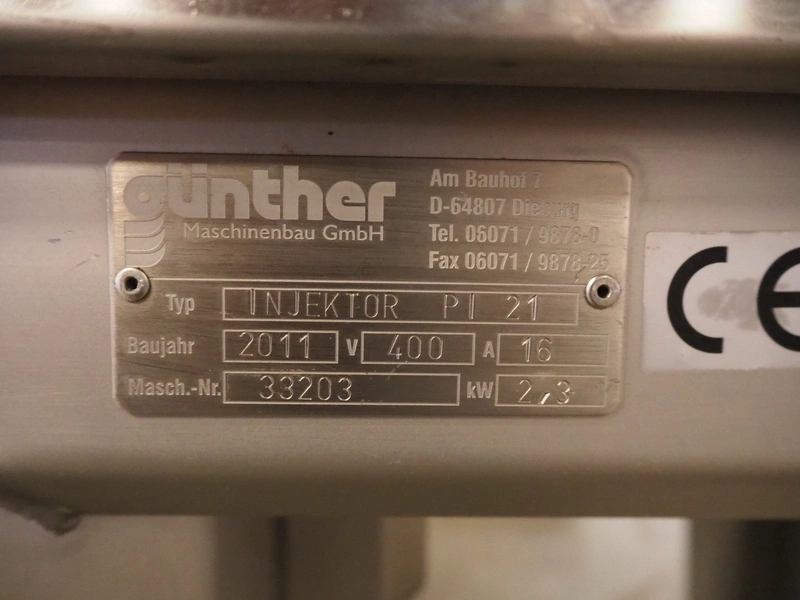 günther
Maschinenbau GmbH
Am Bauhof 7
D-64807 Dieburg
Tel. 06071 / 9878-0
Fax 06071 / 9878-25
Typ INJEKTOR PI 21
Baujahr 2011 V 400 A 16
Masch.-Nr. 33203 kW 2,3
CE